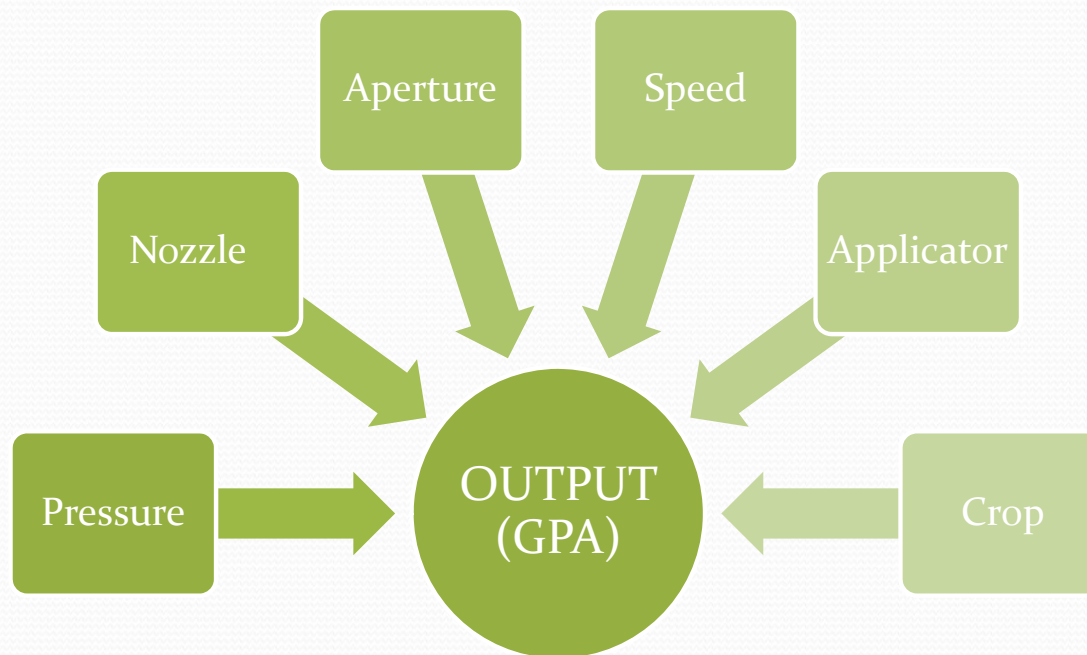 Aperture
Speed
Nozzle
Applicator
Pressure
OUTPUT
(GPA)
Crop